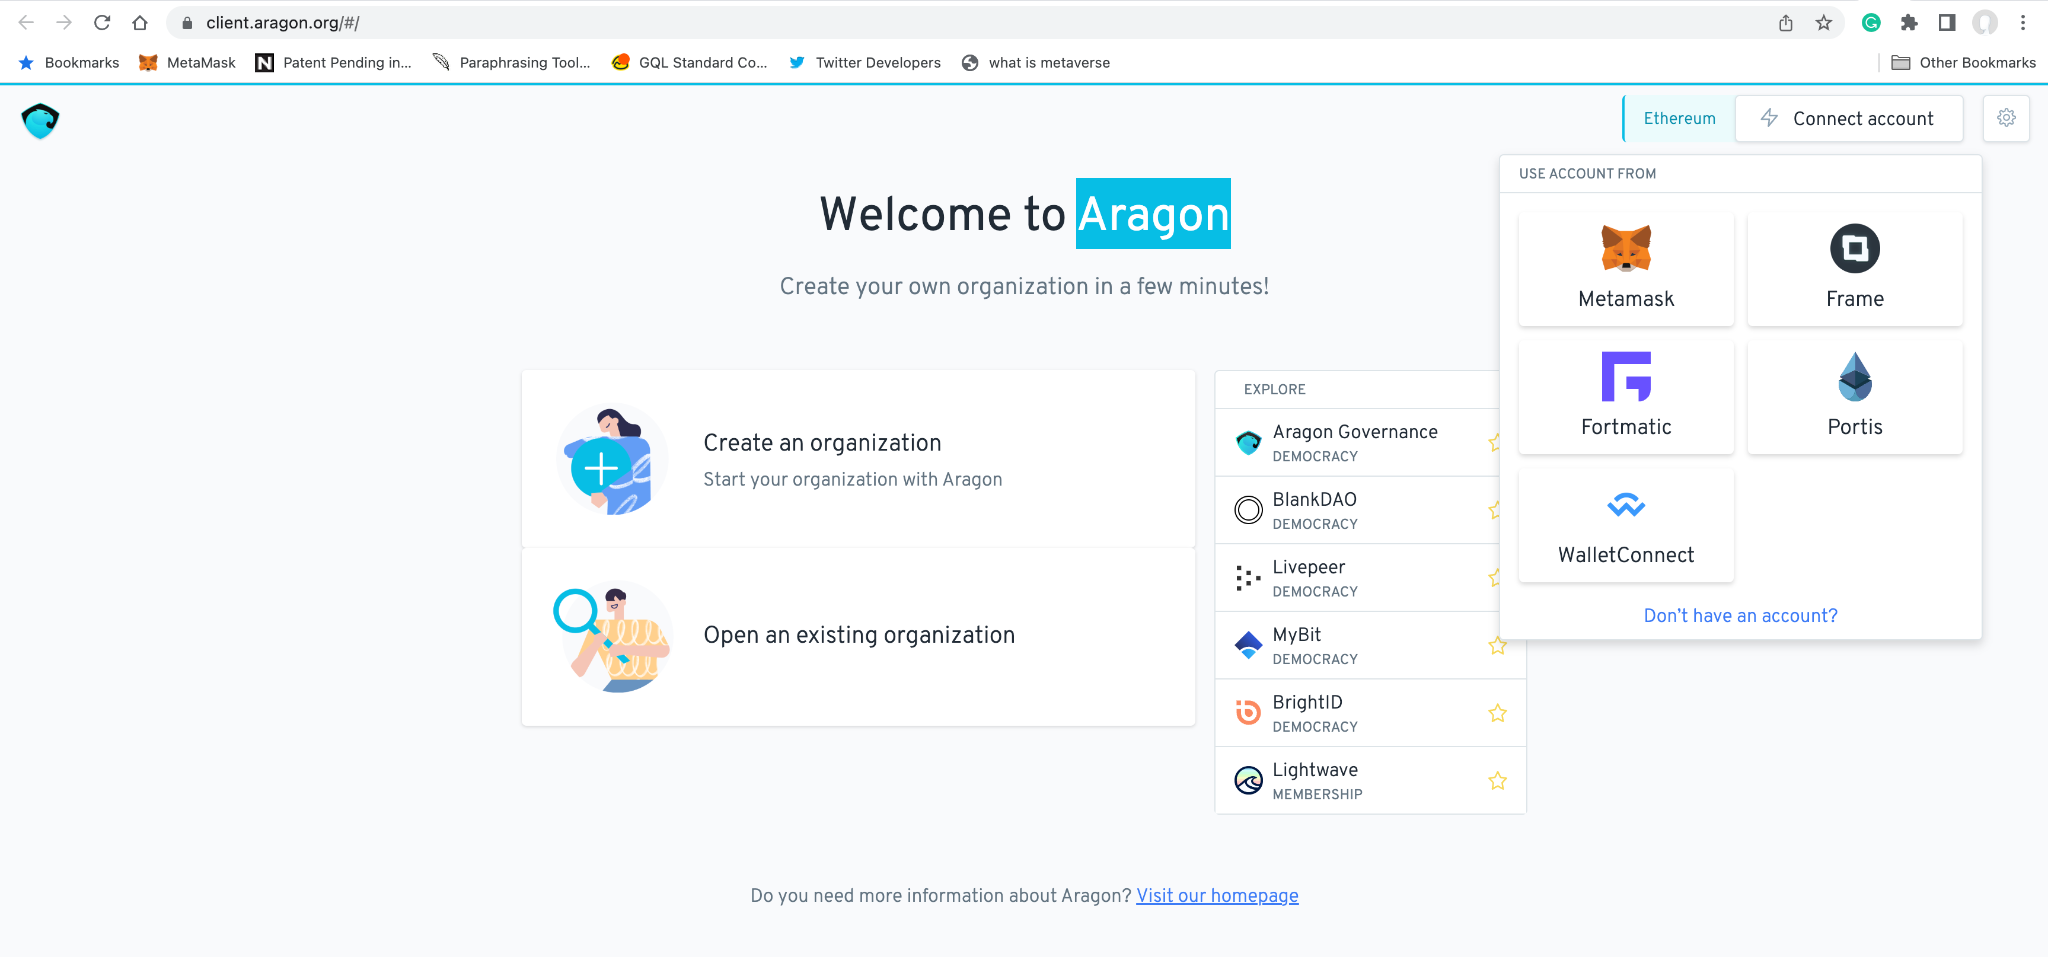 client.aragon.org/#/
Bookmarks MetaMask Patent Pending in... Paraphrasing Tool... GQL Standard Co... Twitter Developers what is metaverse Other Bookmarks
Ethereum Connect account
USE ACCOUNT FROM
Metamask Frame
Fortmatic Portis
WalletConnect
Don't have an account?
Welcome to Aragon
Create your own organization in a few minutes!
Create an organization
Start your organization with Aragon
Open an existing organization
EXPLORE
Aragon Governance
DEMOCRACY
BlankDAO
DEMOCRACY
Livepeer
DEMOCRACY
MyBit
DEMOCRACY
BrightID
DEMOCRACY
Lightwave
MEMBERSHIP
Do you need more information about Aragon? Visit our homepage